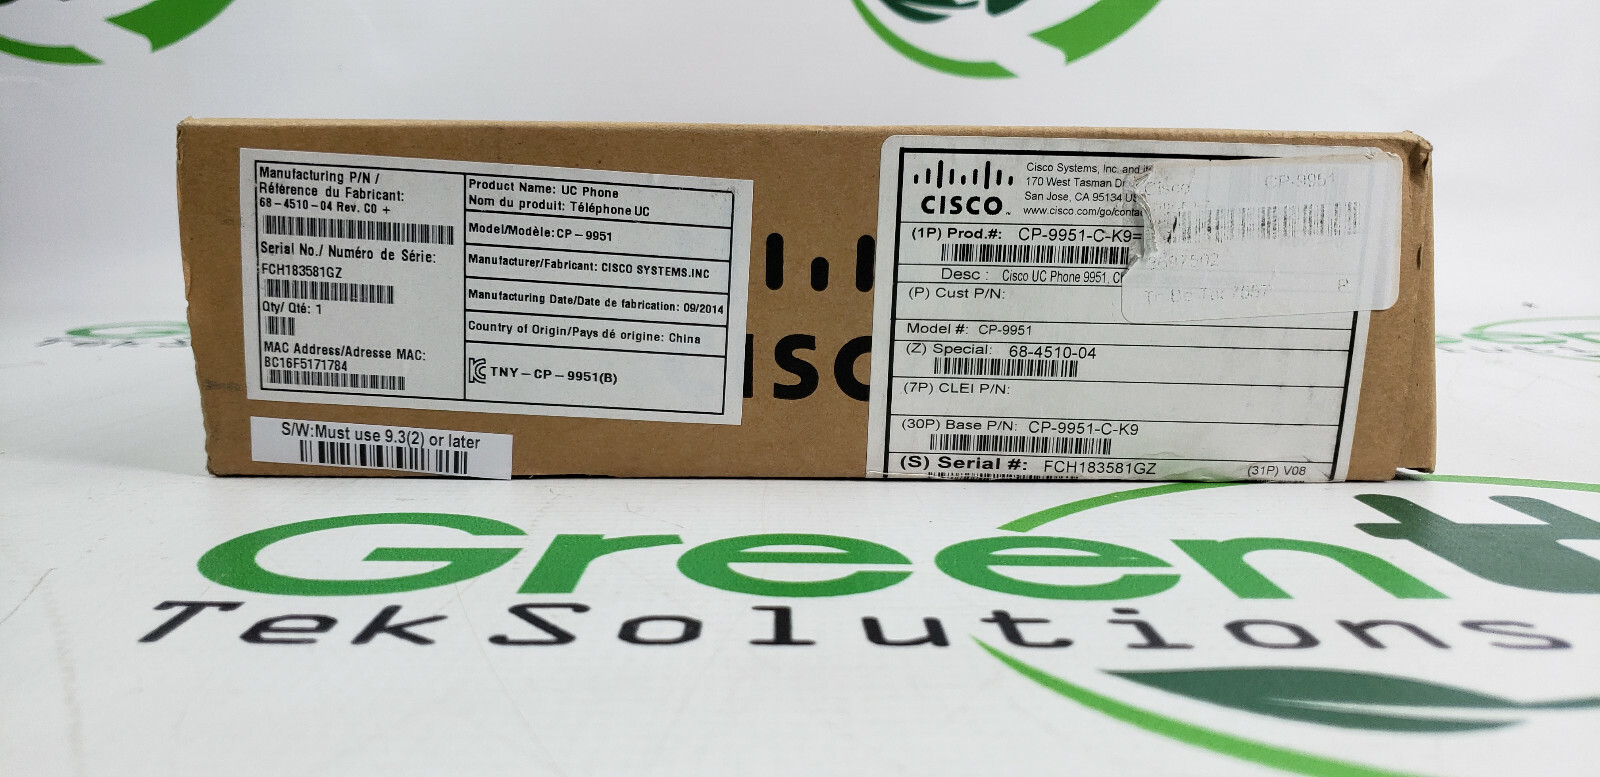 Manufacturing P/N /
Référence du Fabricant:
68-4510-04 Rev. C0 +
Serial No./ Numéro de Série:
FCH183581GZ
Qty/ Qté: 1
MAC Address/Adresse MAC:
BC16F5171784
Product Name: UC Phone
Nom du produit: Téléphone UC
Model/Modèle: CP-9951
Manufacturer/Fabricant: CISCO SYSTEMS.INC
Manufacturing Date/Date de fabrication: 09/2014
Country of Origin/Pays dé origine: China
TNY-CP-9951(B)
S/W:Must use 9.3(2) or later
ISC
CISCO
Cisco Systems, Inc. and
170 West Tasman Dr
San Jose, CA 95134
www.cisco.com/go/conta
(1P) Prod.#: CP-9951-C-K9=
Desc : Cisco UC Phone 9951,
(P) Cust P/N:
Model #: CP-9951
(Z) Special: 68-4510-04
(7P) CLEI P/N:
(30P) Base P/N: CP-9951-C-K9
(S) Serial #: FCH183581GZ
(31P) V08
Cisco CP-9951
P
Green
TekSolutions